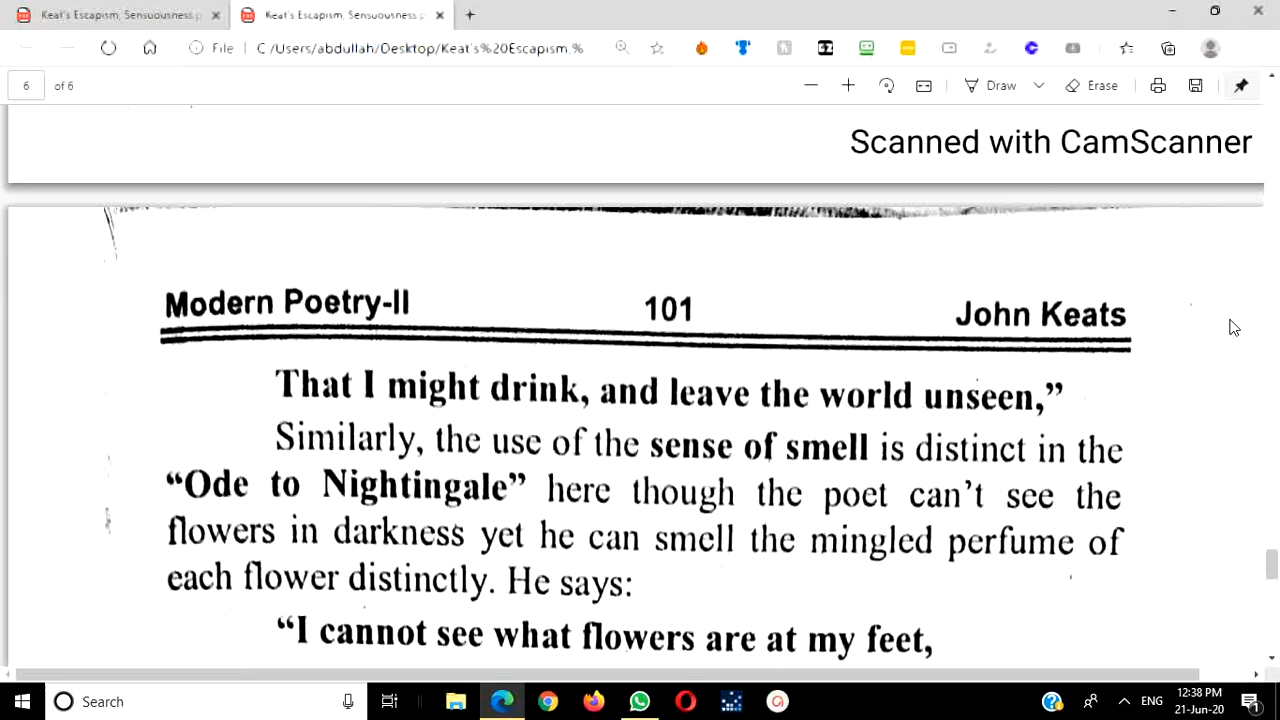 Keat's Escapism, Sensuousness.p
Keat's Escapism, Sensuousness.p
File
C:/Users/abdullah/Desktop/Keat's%20Escapism,%
6 of 6
Draw
Erase
Scanned with CamScanner
Modern Poetry-II 101 John Keats
That I might drink, and leave the world unseen,”
Similarly, the use of the sense of smell is distinct in the
“Ode to Nightingale” here though the poet can't see the
flowers in darkness yet he can smell the mingled perfume of
each flower distinctly. He says:
“I cannot see what flowers are at my feet,
Search
ENG
12:38 PM
21-Jun-20